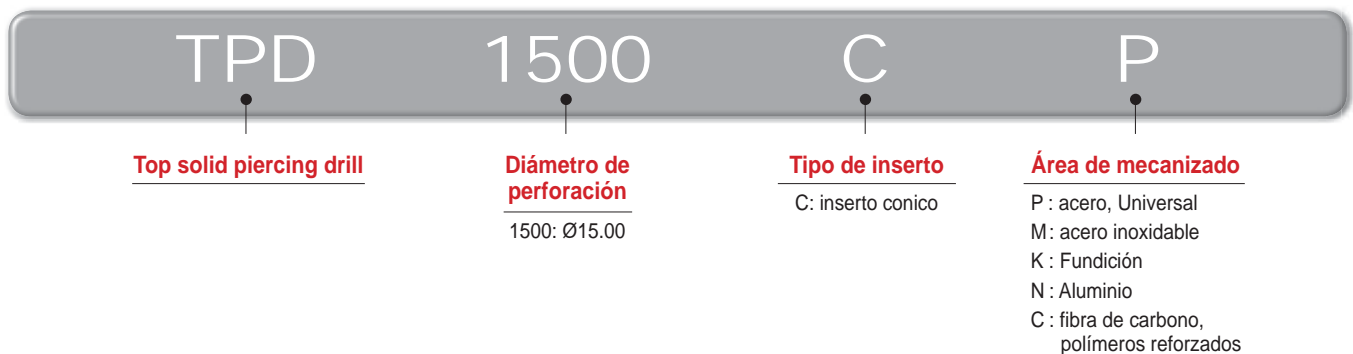 TPD 1500 C P
Top solid piercing drill
Diámetro de
perforación
1500: Ø15.00
Tipo de inserto
C: inserto conico
Área de mecanizado
P : acero, Universal
M : acero inoxidable
K : Fundición
N : Aluminio
C : fibra de carbono,
polímeros reforzados